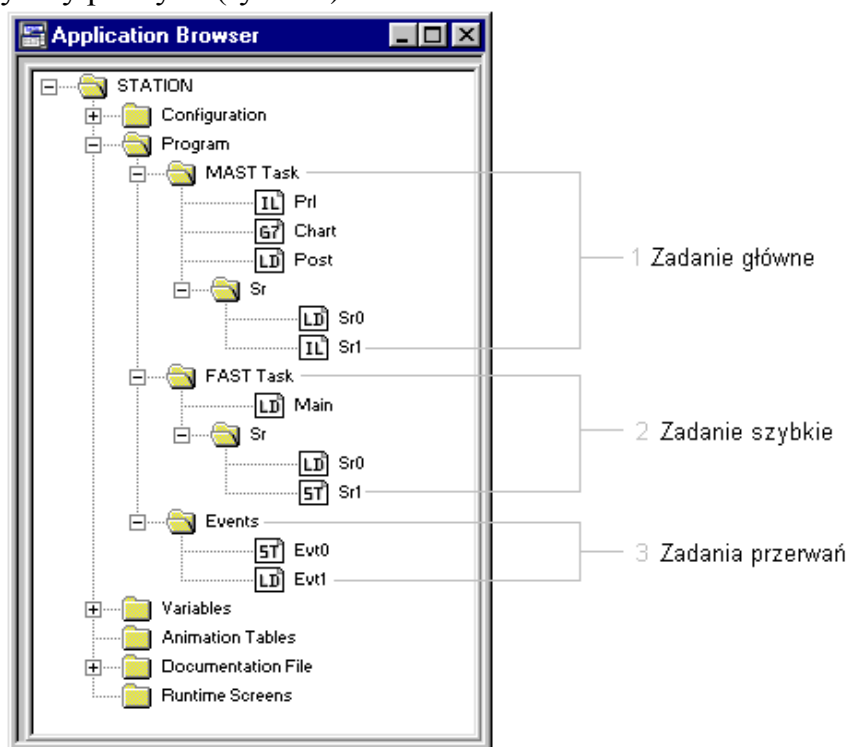 Application Browser
STATION
Configuration
Program
MAST Task
IL Prl
G7 Chart
1 Zadanie główne
LD Post
Sr
LD Sr0
IL Sr1
FAST Task
LD Main
2 Zadanie szybkie
Sr
LD Sr0
ST Sr1
Events
ST Evt0
3 Zadania przerwań
LD Evt1
Variables
Animation Tables
Documentation File
Runtime Screens